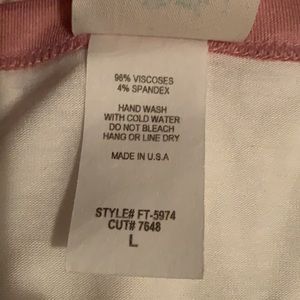 96% VISCOSES
4% SPANDEX
HAND WASH
WITH COLD WATER
DO NOT BLEACH
HANG OR LINE DRY
MADE IN U.S.A
STYLE# FT-5974
CUT# 7648
L